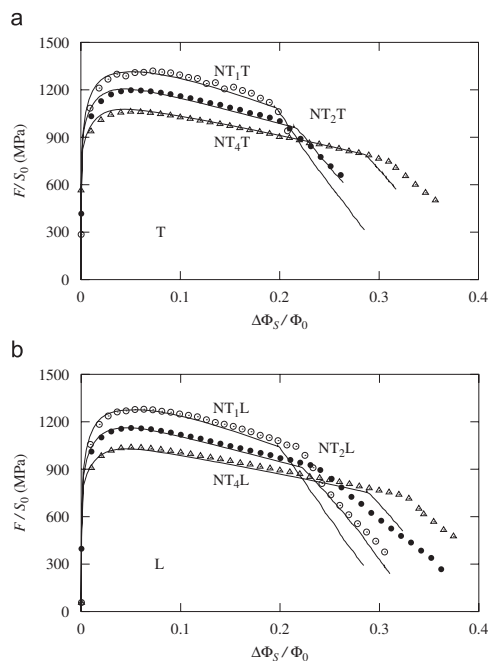 a
1500
1200
900
600
300
0
F/S₀ (MPa)
NT₁T
NT₂T
NT₄T
T
0 0.1 0.2 0.3 0.4
ΔΦ_S/Φ₀
b
1500
1200
900
600
300
0
F/S₀ (MPa)
NT₁L
NT₂L
NT₄L
L
0 0.1 0.2 0.3 0.4
ΔΦ_S/Φ₀